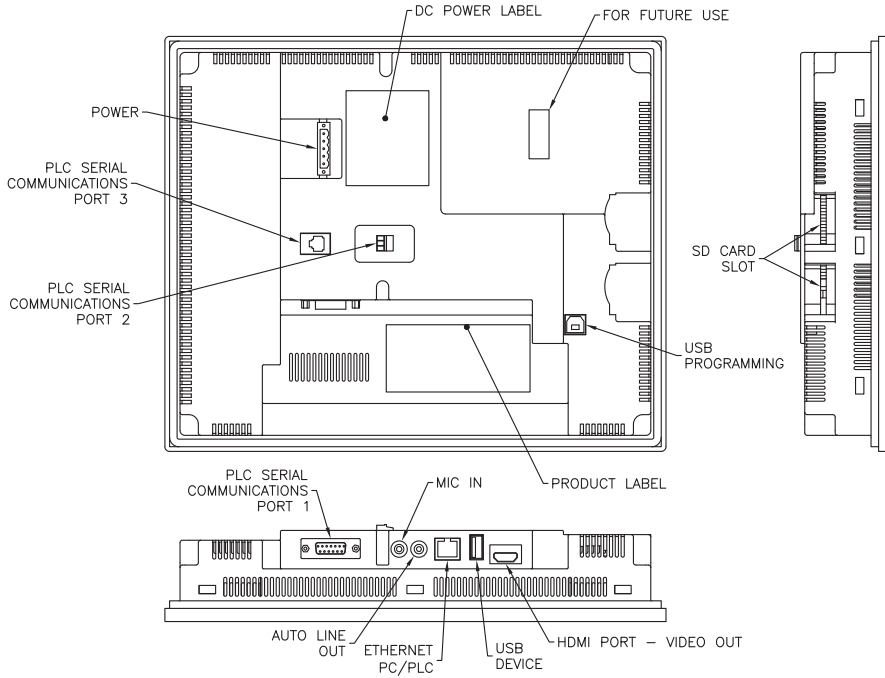 DC POWER LABEL
FOR FUTURE USE
POWER
PLC SERIAL
COMMUNICATIONS
PORT 3
PLC SERIAL
COMMUNICATIONS
PORT 2
SD CARD
SLOT
USB
PROGRAMMING
PRODUCT LABEL
PLC SERIAL
COMMUNICATIONS
PORT 1
MIC IN
AUTO LINE
OUT
ETHERNET
PC/PLC
USB
DEVICE
HDMI PORT – VIDEO OUT